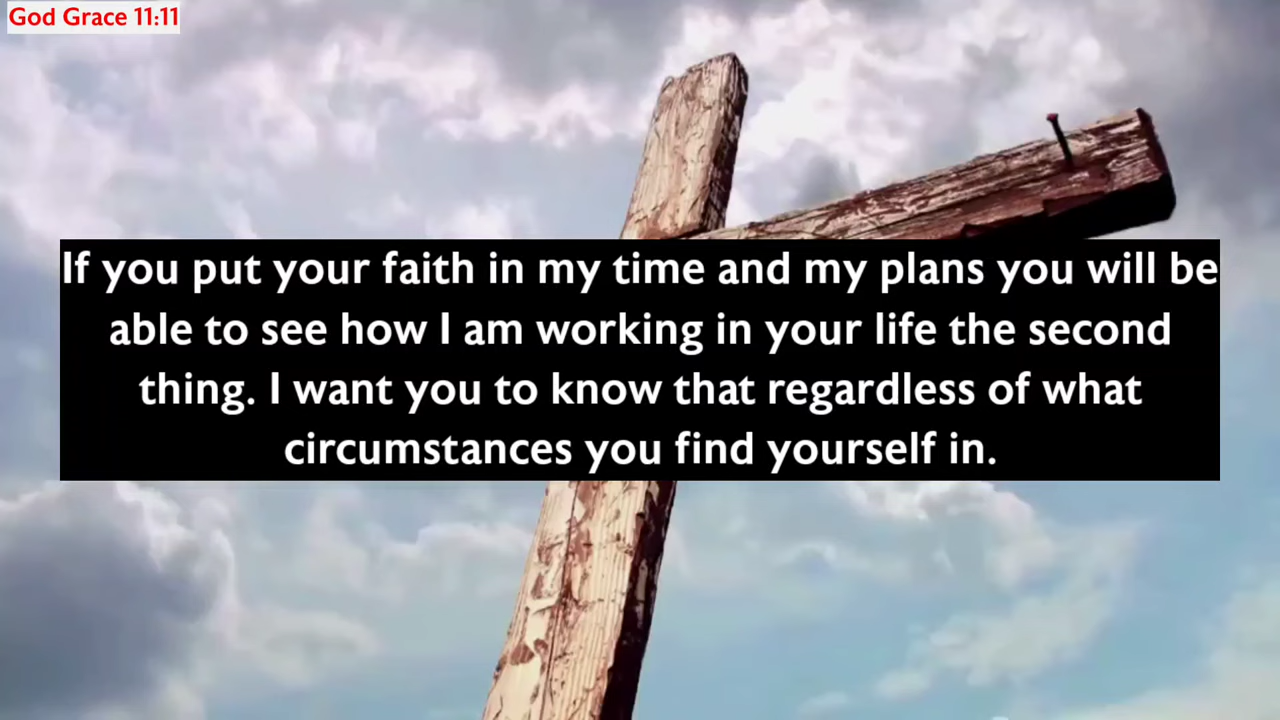 God Grace 11:11
If you put your faith in my time and my plans you will be
able to see how I am working in your life the second
thing. I want you to know that regardless of what
circumstances you find yourself in.